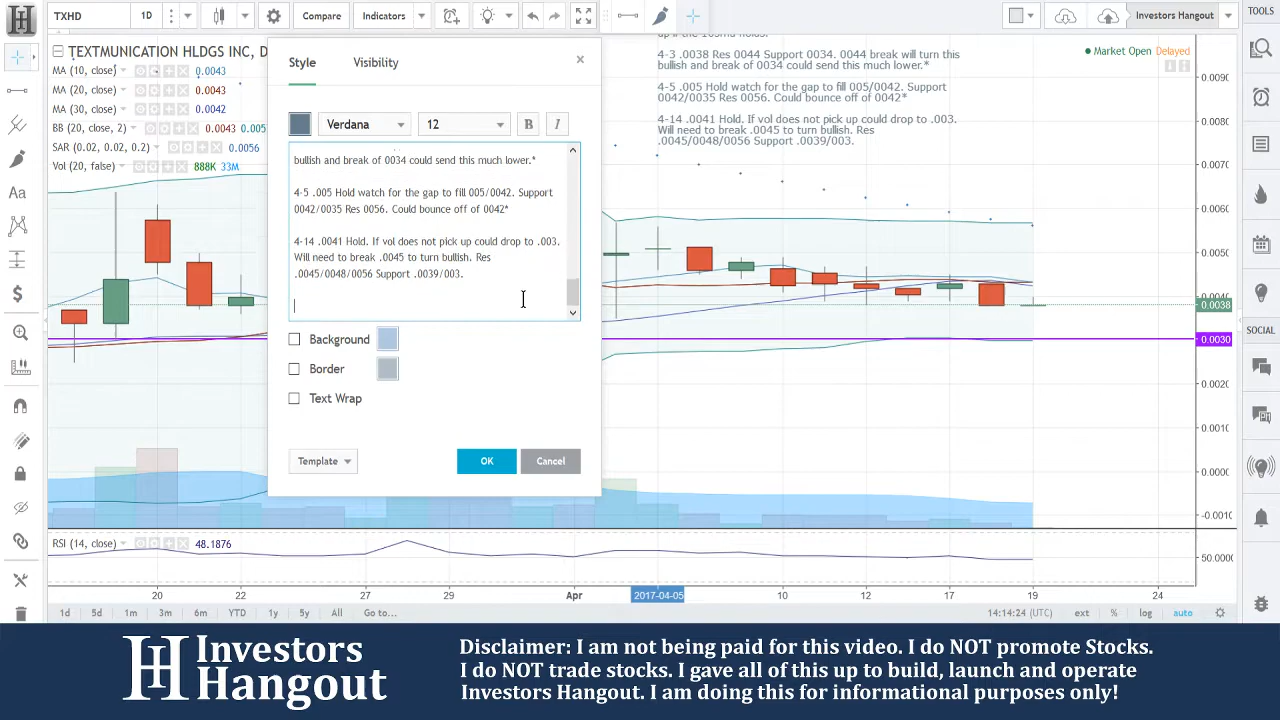 TXHD
1D
Compare
Indicators
Investors Hangout
TOOLS
TEXTMUNICATION HLDGS INC, D
MA (10, close)
0.0043
MA (20, close)
0.0043
MA (30, close)
0.0042
BB (20, 2)
0.0043 0.005
SAR (0.02, 0.02, 0.2)
0.0056
Vol (20, false)
888K 33M
Style
Visibility
×
Verdana
12
B
I
bullish and break of 0034 could send this much lower.*
4-5 .005 Hold watch for the gap to fill 005/0042. Support
0042/0035 Res 0056. Could bounce off of 0042*
4-14 .0041 Hold. If vol does not pick up could drop to .003.
Will need to break .0045 to turn bullish. Res
.0045/0048/0056 Support .0039/003.
Background
Border
Text Wrap
Template
OK
Cancel
4-3 .0038 Res 0044 Support 0034. 0044 break will turn this
bullish and break of 0034 could send this much lower.*
4-5 .005 Hold watch for the gap to fill 005/0042. Support
0042/0035 Res 0056. Could bounce off of 0042*
4-14 .0041 Hold. If vol does not pick up could drop to .003.
Will need to break .0045 to turn bullish. Res
.0045/0048/0056 Support .0039/003.
Market Open Delayed
0.0090
0.0080
0.0070
0.0060
0.0050
0.0038
0.0030
0.0020
0.0010
0.0000
-0.0010
SOCIAL
RSI (14, close)
48.1876
50.0000
20
22
27
29
Apr
2017-04-05
10
12
17
19
24
1d
5d
1m
3m
6m
YTD
1y
5y
All
Go to...
14:14:24 (UTC)
ext
%
log
auto
Investors
Hangout
Disclaimer: I am not being paid for this video. I do NOT promote Stocks.
I do NOT trade stocks. I gave all of this up to build, launch and operate
Investors Hangout. I am doing this for informational purposes only!